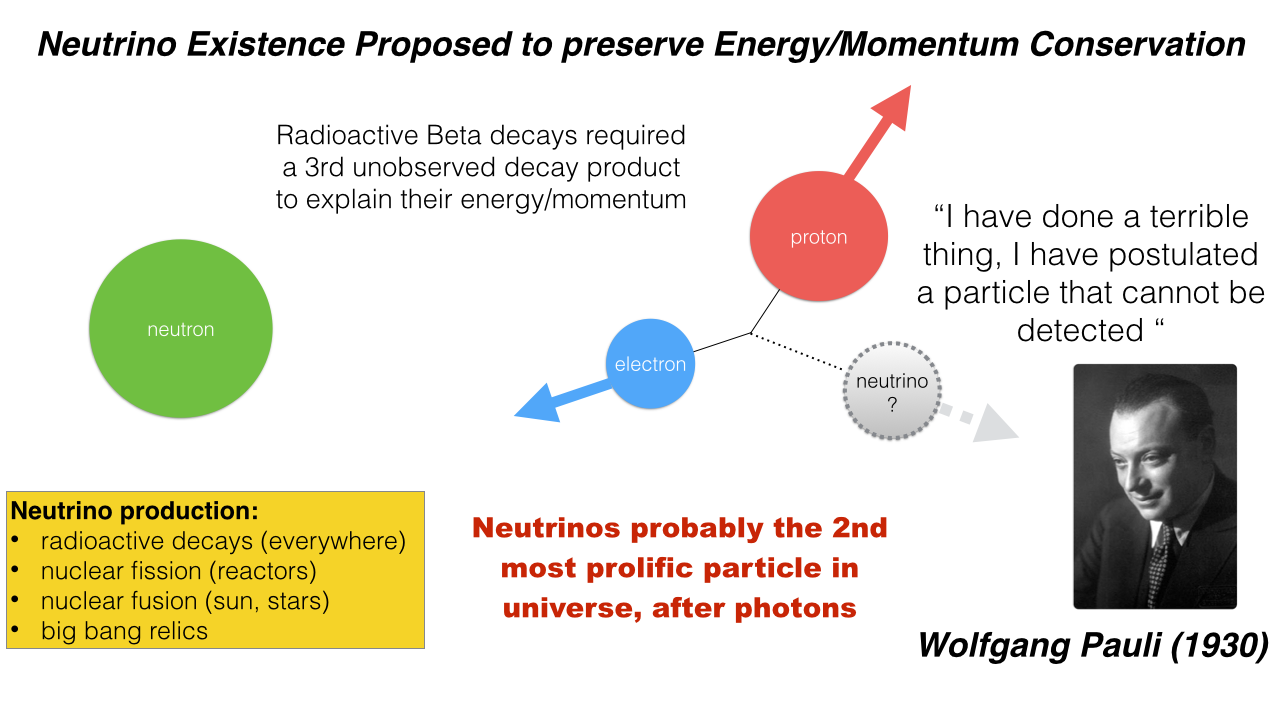 Neutrino Existence Proposed to preserve Energy/Momentum Conservation
Radioactive Beta decays required
a 3rd unobserved decay product
to explain their energy/momentum
neutron
proton
electron
neutrino
?
“I have done a terrible
thing, I have postulated
a particle that cannot be
detected “
Neutrino production:
• radioactive decays (everywhere)
• nuclear fission (reactors)
• nuclear fusion (sun, stars)
• big bang relics
Neutrinos probably the 2nd
most prolific particle in
universe, after photons
Wolfgang Pauli (1930)